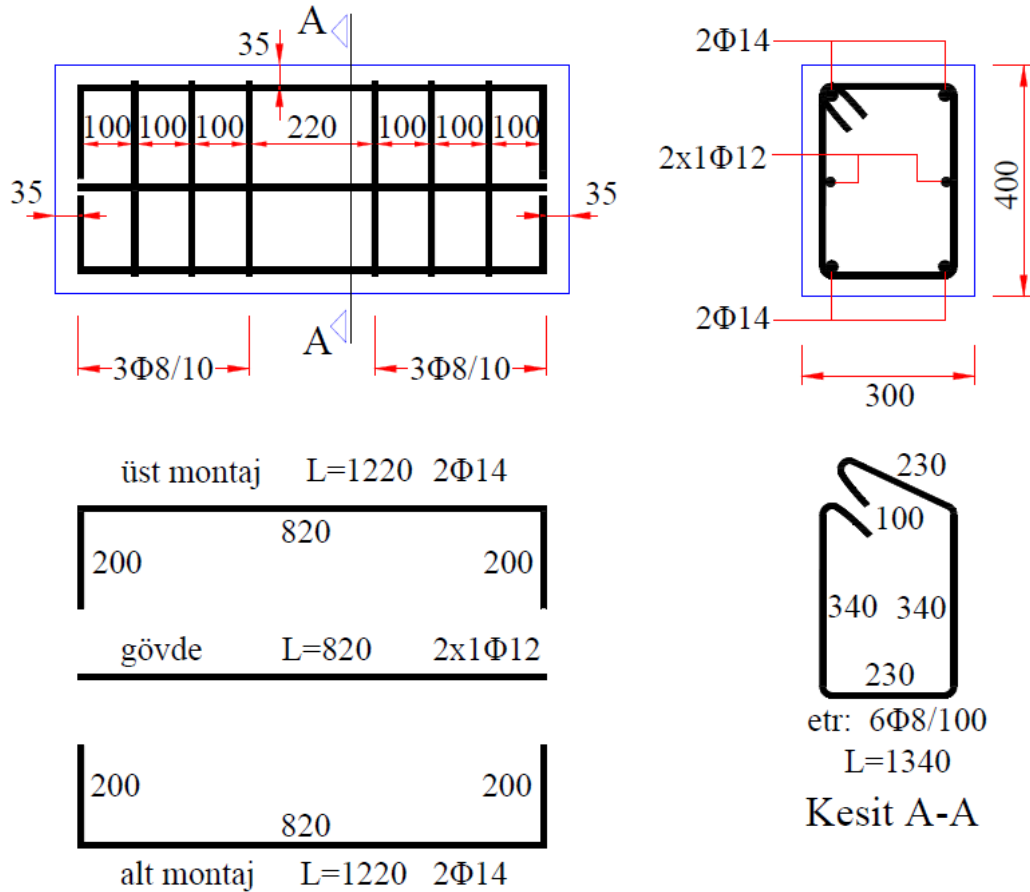 A
35
100 100 100 220 100 100 100
35
35
A
3Φ8/10
3Φ8/10
2Φ14
2x1Φ12
400
2Φ14
300
üst montaj L=1220 2Φ14
820
200
200
gövde L=820 2x1Φ12
200
200
820
alt montaj L=1220 2Φ14
230
100
340 340
230
etr: 6Φ8/100
L=1340
Kesit A-A